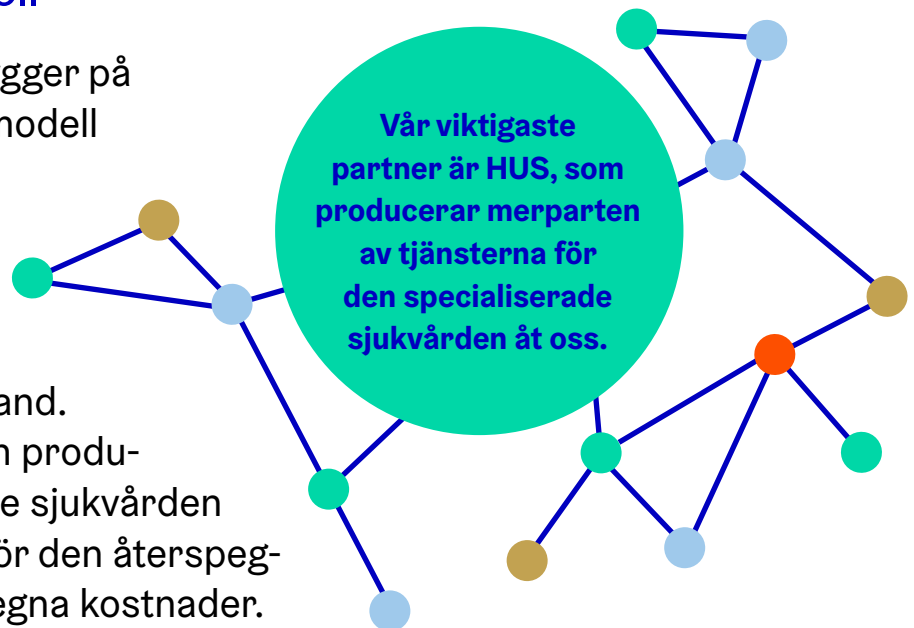 gger på
modell
Vår viktigaste
partner är HUS, som
producerar merparten
av tjänsterna för
den specialiserade
sjukvården åt oss.
and.
produ-
e sjukvården
ör den återspeg-
egna kostnader.